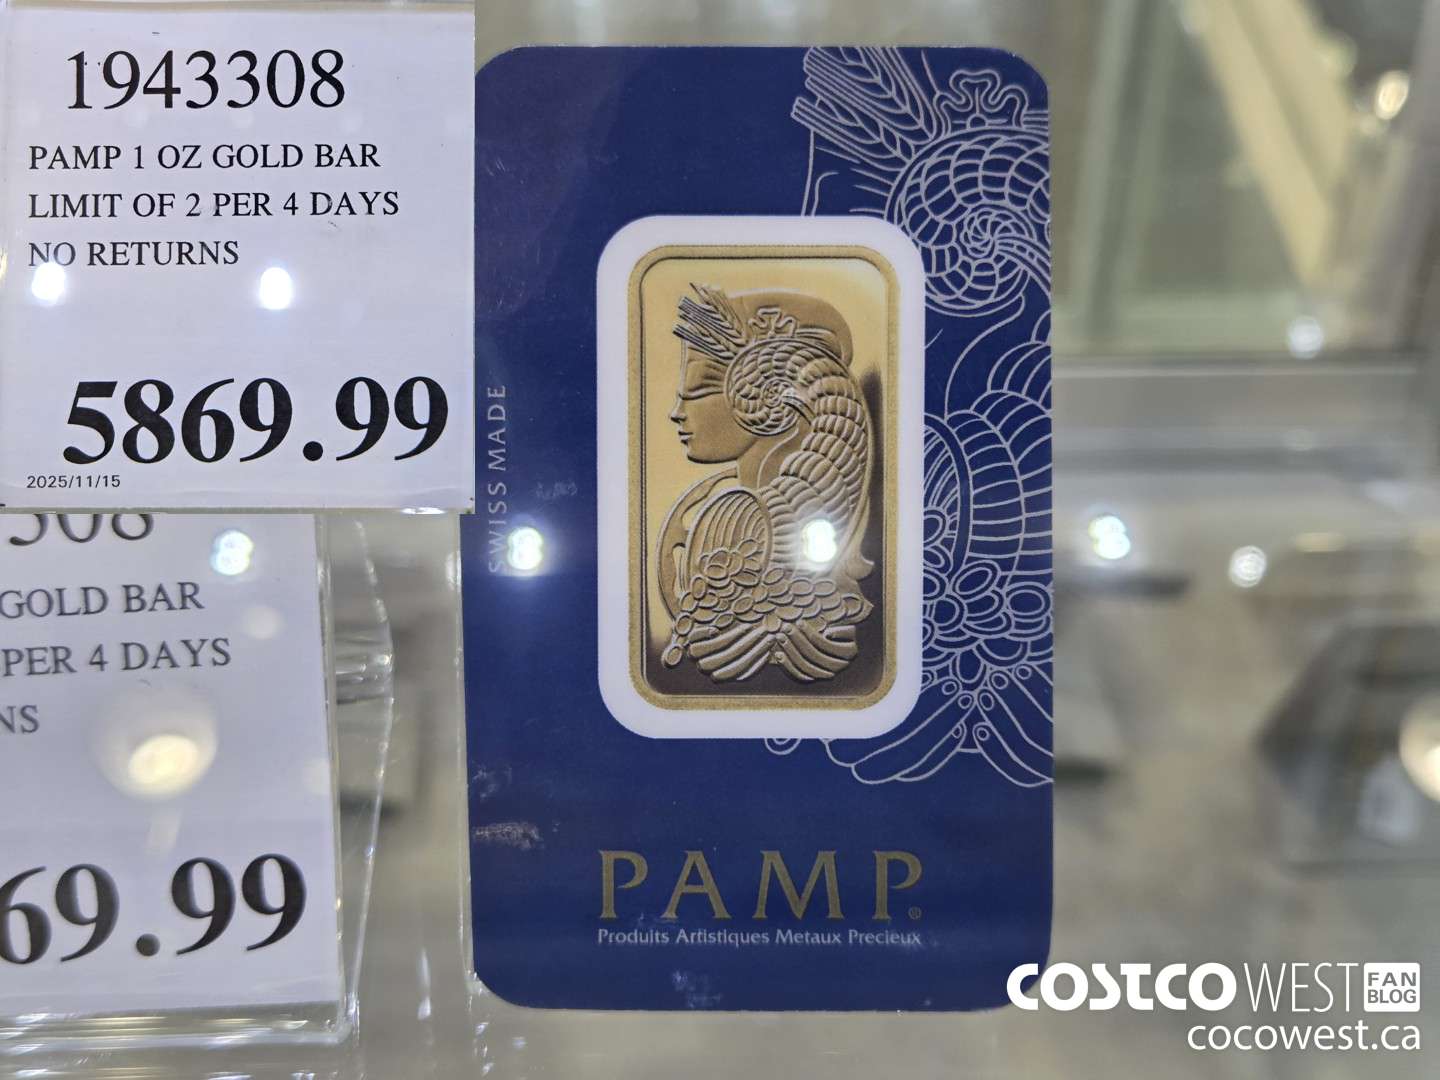 1943308
PAMP 1 OZ GOLD BAR
LIMIT OF 2 PER 4 DAYS
NO RETURNS
5869.99
2025/11/15
308
GOLD BAR
PER 4 DAYS
NS
69.99
SWISS MADE
PAMP®
Produits Artistiques Metaux Precieux
COSTCO WEST FAN BLOG
cocowest.ca